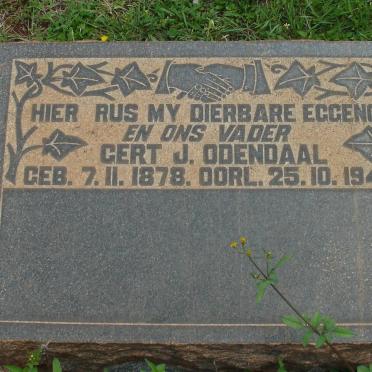 HIER RUS MY DIERBARE EGGENO
EN ONS VADER
GERT J. ODENDAAL
GEB. 7. 11. 1878. OORL. 25. 10. 194